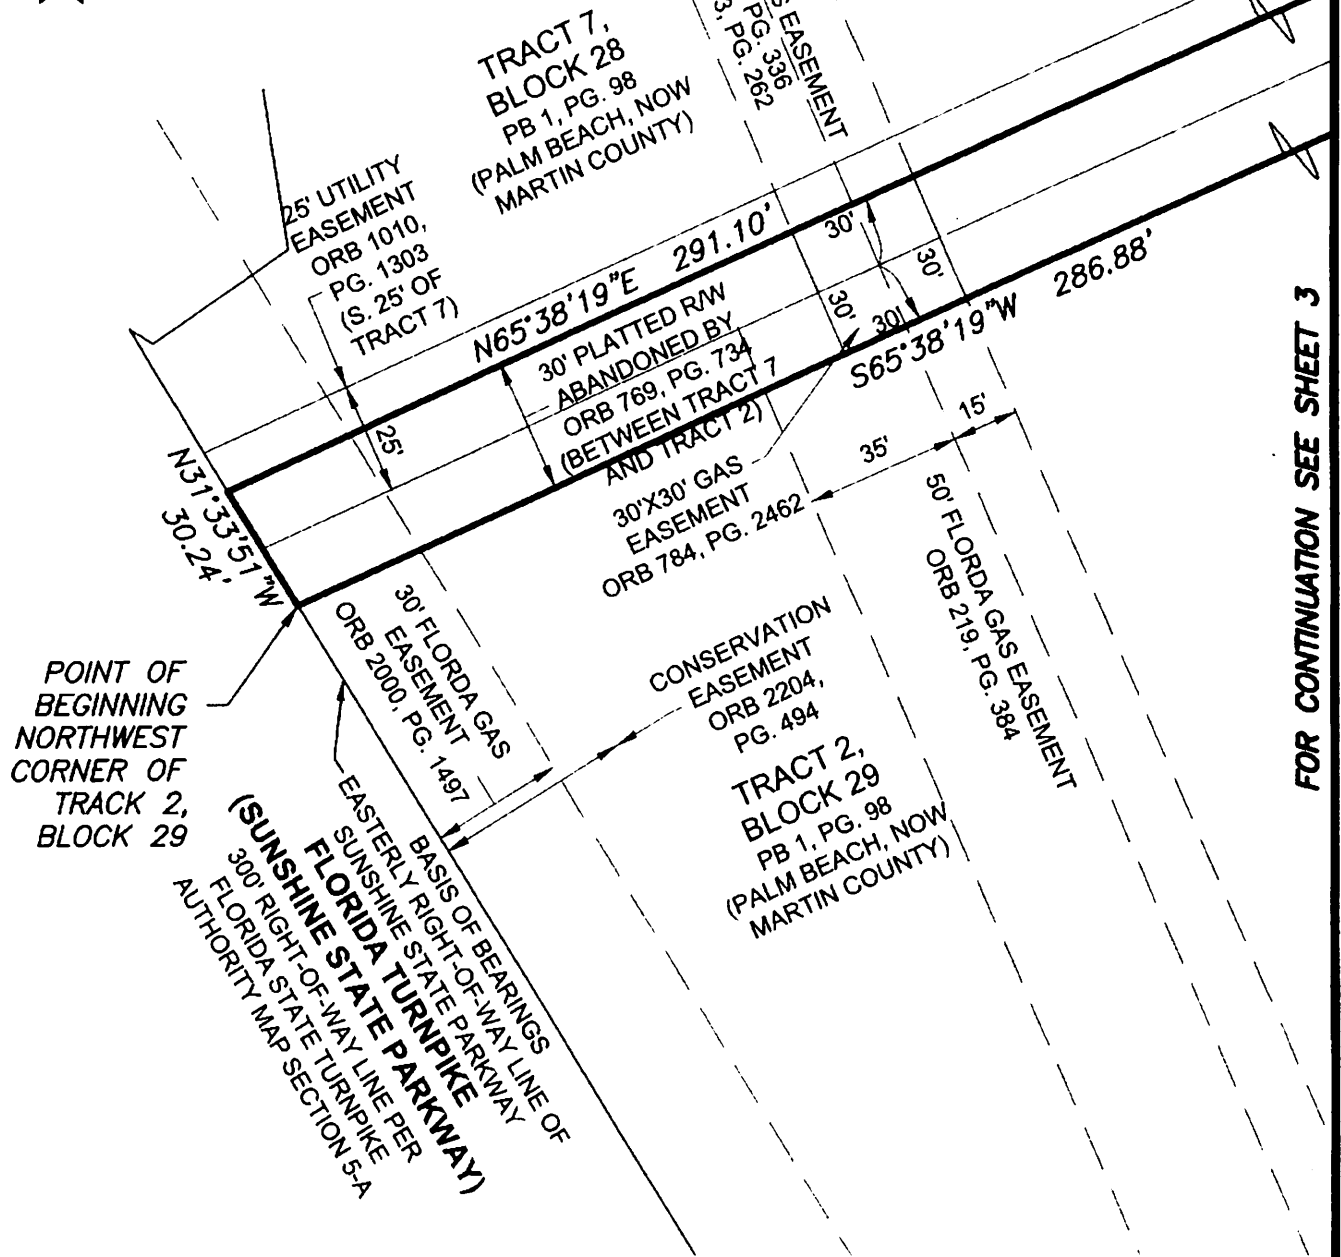 TRACT 7,
BLOCK 28
PB 1, PG. 98
(PALM BEACH, NOW
MARTIN COUNTY)
EASEMENT
PG. 336
PG. 262
25' UTILITY
EASEMENT
ORB 1010,
PG. 1303
(S. 25' OF
TRACT 7)
N65°38'19"E 291.10'
30' PLATTED R/W
ABANDONED BY
ORB 769, PG. 734
(BETWEEN TRACT 7
AND TRACT 2)
25'
30'
30'
30'
30'
S65°38'19"W 286.88'
N31°33'51"W
30.24'
30'X30' GAS
EASEMENT
ORB 784, PG. 2462
35'
15'
50' FLORDA GAS EASEMENT
ORB 219, PG. 384
30' FLORDA GAS
EASEMENT
ORB 2000, PG. 1497
CONSERVATION
EASEMENT
ORB 2204,
PG. 494
TRACT 2,
BLOCK 29
PB 1, PG. 98
(PALM BEACH, NOW
MARTIN COUNTY)
POINT OF
BEGINNING
NORTHWEST
CORNER OF
TRACK 2,
BLOCK 29
BASIS OF BEARINGS
EASTERLY RIGHT-OF-WAY LINE OF
SUNSHINE STATE PARKWAY
FLORIDA TURNPIKE
(SUNSHINE STATE PARKWAY)
300' RIGHT-OF-WAY LINE PER
FLORIDA STATE TURNPIKE
AUTHORITY MAP SECTION 5-A
FOR CONTINUATION SEE SHEET 3